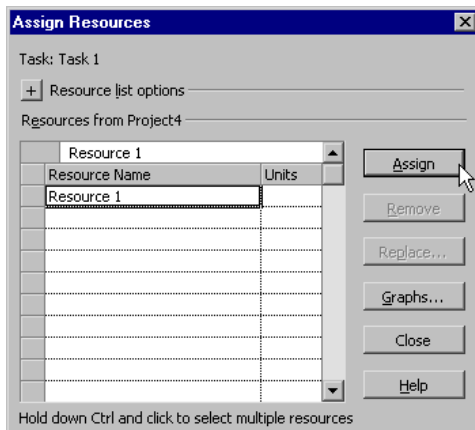 Assign Resources
Task: Task 1
+ Resource list options
Resources from Project4
Resource 1
Resource Name Units
Resource 1
Assign
Remove
Replace...
Graphs...
Close
Help
Hold down Ctrl and click to select multiple resources